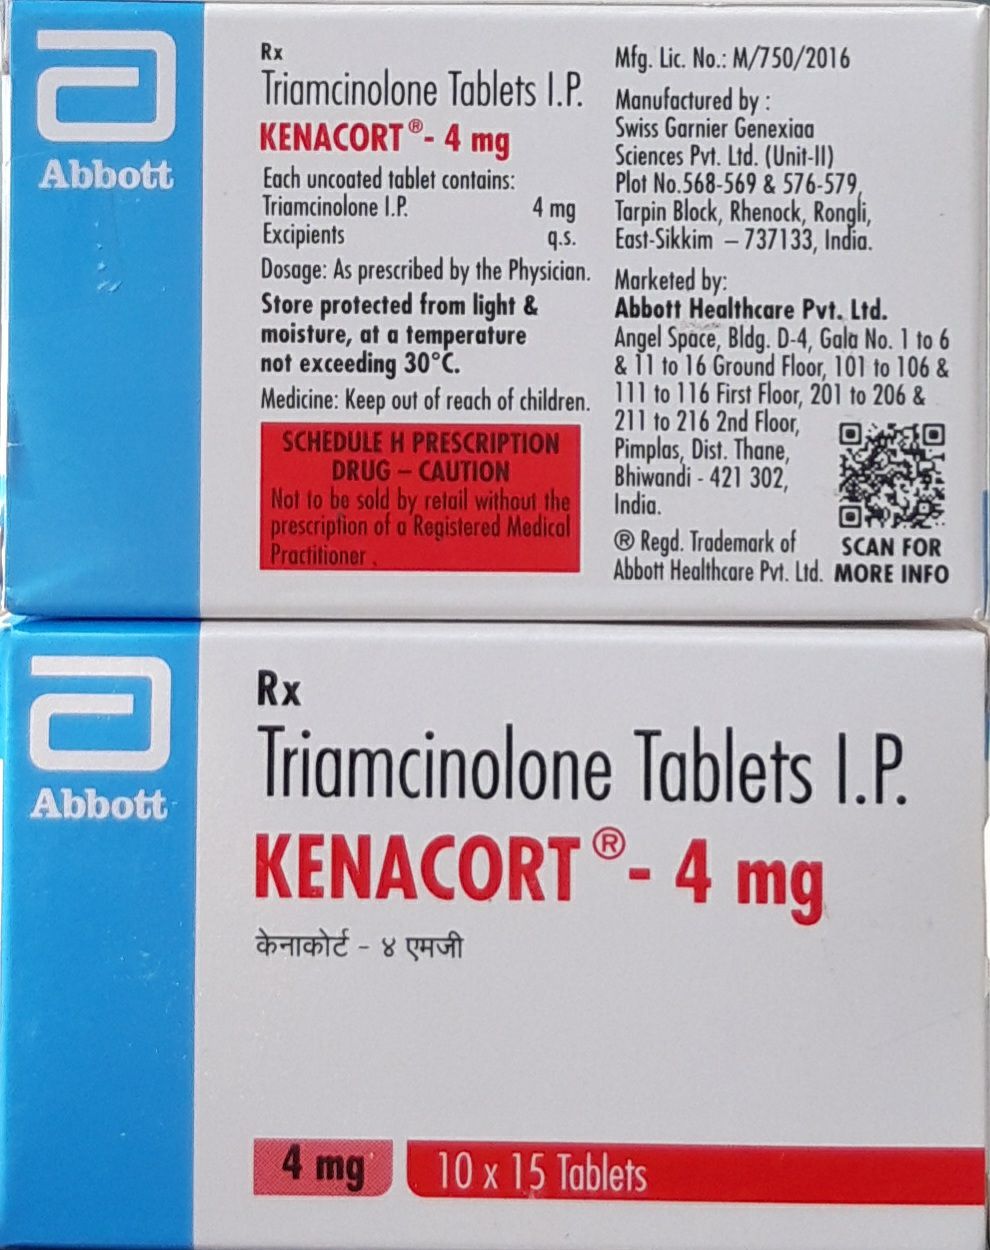 Abbott
Rx
Triamcinolone Tablets I.P.
KENACORT®- 4 mg
Each uncoated tablet contains:
Triamcinolone I.P. 4 mg
Excipients q.s.
Dosage: As prescribed by the Physician.
Store protected from light &
moisture, at a temperature
not exceeding 30°C.
Medicine: Keep out of reach of children.
SCHEDULE H PRESCRIPTION
DRUG – CAUTION
Not to be sold by retail without the
prescription of a Registered Medical
Practitioner .
Mfg. Lic. No.: M/750/2016
Manufactured by :
Swiss Garnier Genexiaa
Sciences Pvt. Ltd. (Unit-II)
Plot No.568-569 & 576-579,
Tarpin Block, Rhenock, Rongli,
East-Sikkim – 737133, India.
Marketed by:
Abbott Healthcare Pvt. Ltd.
Angel Space, Bldg. D-4, Gala No. 1 to 6
& 11 to 16 Ground Floor, 101 to 106 &
111 to 116 First Floor, 201 to 206 &
211 to 216 2nd Floor,
Pimplas, Dist. Thane,
Bhiwandi - 421 302,
India.
® Regd. Trademark of
Abbott Healthcare Pvt. Ltd.
SCAN FOR
MORE INFO
Abbott
Rx
Triamcinolone Tablets I.P.
KENACORT®- 4 mg
केनाकोर्ट - ४ एमजी
4 mg
10 x 15 Tablets